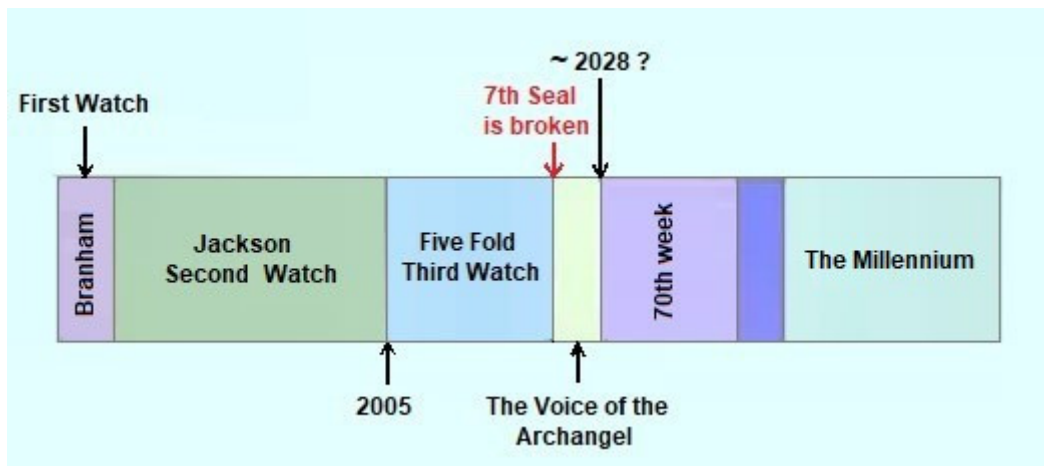 ~ 2028 ?
7th Seal
is broken
First Watch
Branham
Jackson
Second Watch
Five Fold
Third Watch
70th week
The Millennium
2005
The Voice of the
Archangel